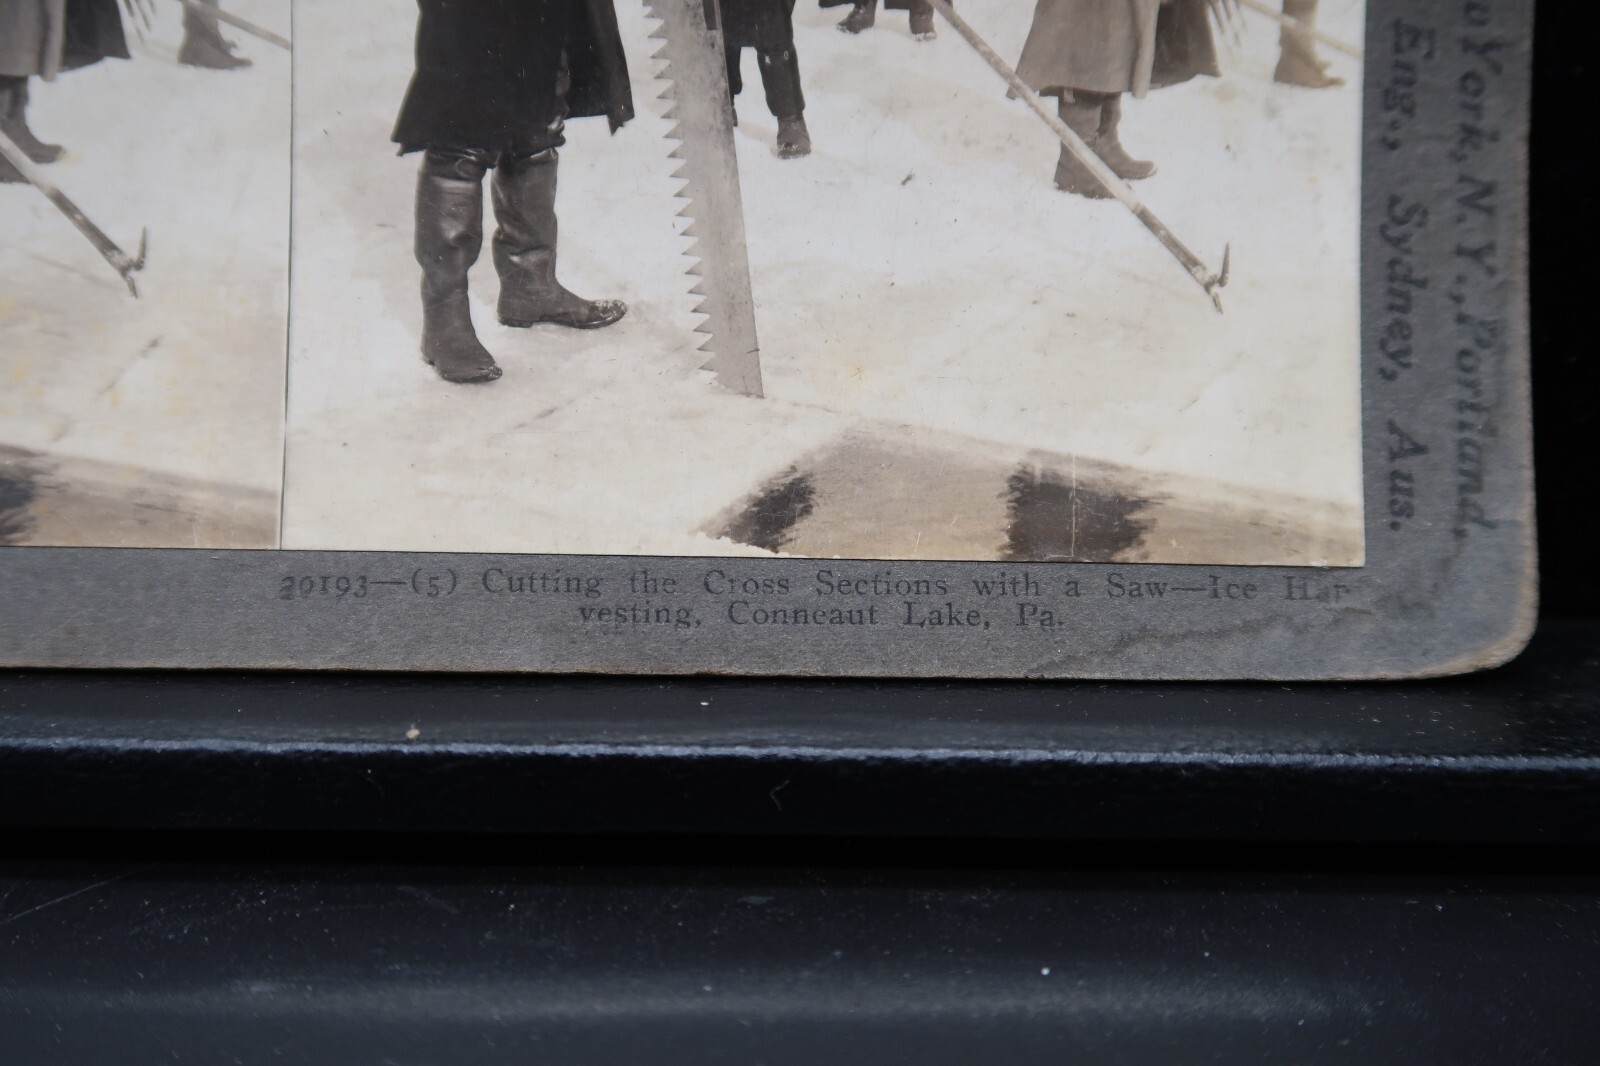 20193—(5) Cutting the Cross Sections with a Saw—Ice Har-
vesting, Conneaut Lake, Pa.
York, N. Y., Portland,
Eng., Sydney, Aus.